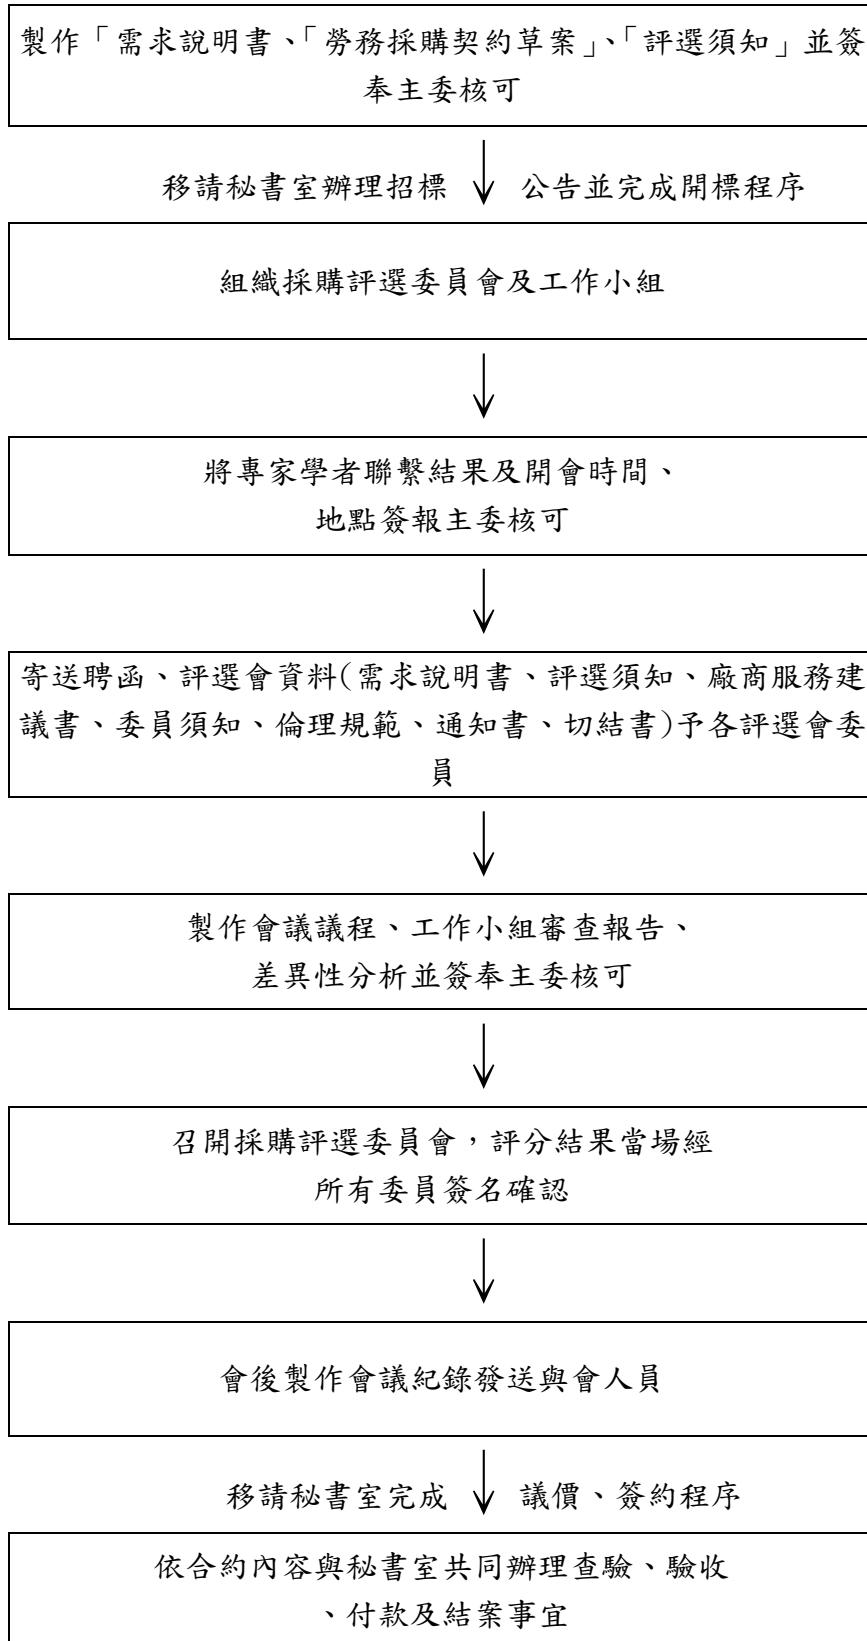 製作「需求說明書、「勞務採購契約草案」、「評選須知」並簽
奉主委核可
移請秘書室辦理招標 公告並完成開標程序
組織採購評選委員會及工作小組
將專家學者聯繫結果及開會時間、
地點簽報主委核可
寄送聘函、評選會資料(需求說明書、評選須知、廠商服務建
議書、委員須知、倫理規範、通知書、切結書)予各評選會委
員
製作會議議程、工作小組審查報告、
差異性分析並簽奉主委核可
召開採購評選委員會，評分結果當場經
所有委員簽名確認
會後製作會議紀錄發送與會人員
移請秘書室完成 議價、簽約程序
依合約內容與秘書室共同辦理查驗、驗收
、付款及結案事宜